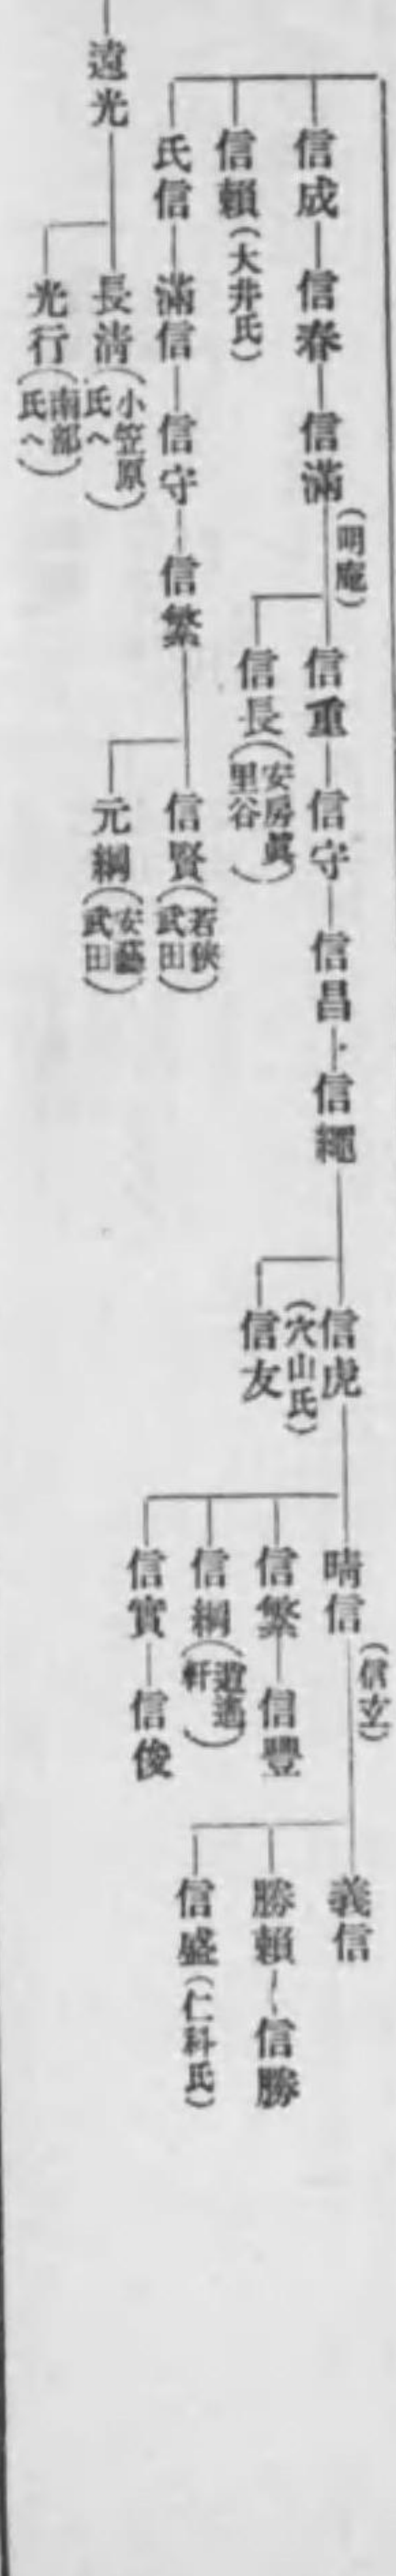 信成―信春―信滿(明庵)
信重―信守―信昌―信繩
信虎
晴信(信玄)
義信
勝賴―信勝
信盛(仁科氏)
信繁―信豐
信綱(逍遙軒)
信實―信俊
信友(穴山氏)
信長(安房眞里谷)
信賴(大井氏)
氏信―滿信―信守―信繁
信賢(若狹武田)
元綱(安藝武田)
遠光
長清(小笠原氏へ)
光行(南部氏へ)